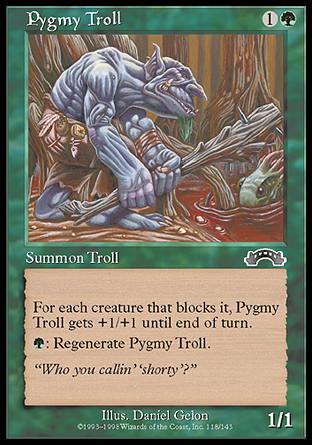 Pygmy Troll 1
Summon Troll
For each creature that blocks it, Pygmy
Troll gets +1/+1 until end of turn.
: Regenerate Pygmy Troll.
“Who you callin’ ‘shorty’?”
Illus. Daniel Gelon
©1993–1998 Wizards of the Coast, Inc. 118/143
1/1